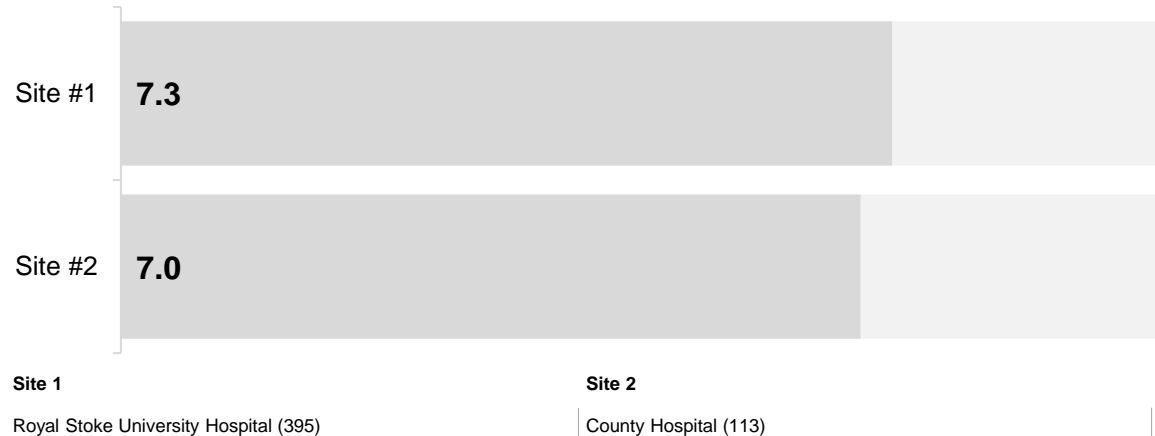 Site #1 7.3
Site #2 7.0
Site 1 Site 2
Royal Stoke University Hospital (395) County Hospital (113)